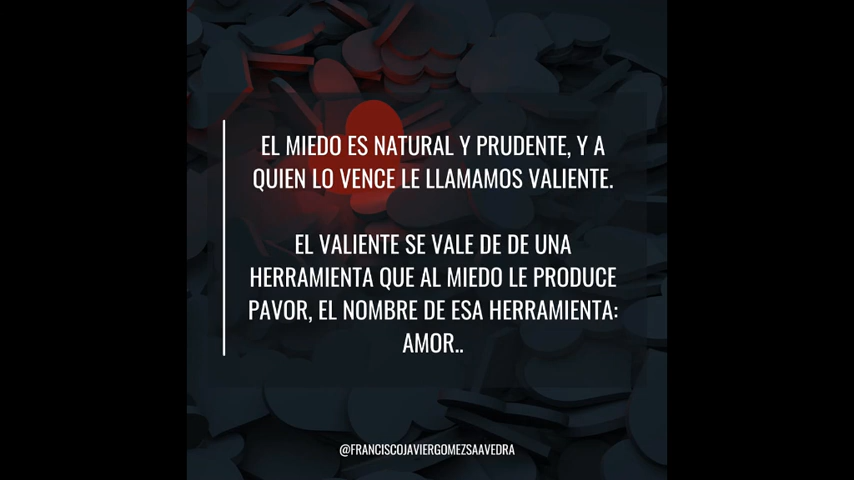 EL MIEDO ES NATURAL Y PRUDENTE, Y A
QUIEN LO VENCE LE LLAMAMOS VALIENTE.
EL VALIENTE SE VALE DE DE UNA
HERRAMIENTA QUE AL MIEDO LE PRODUCE
PAVOR, EL NOMBRE DE ESA HERRAMIENTA:
AMOR..
@FRANCISCOJAVIERGOMEZSAAVEDRA